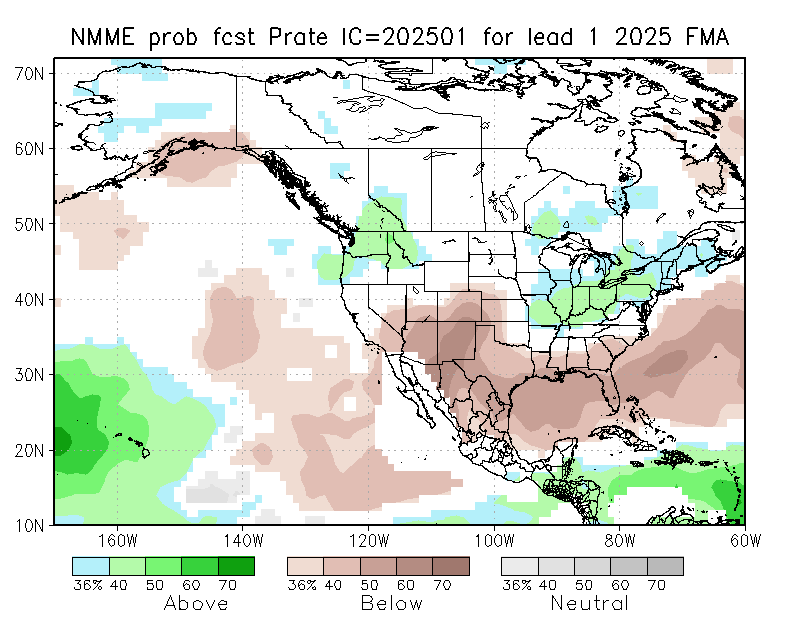 NMME prob fcst Prate IC=202501 for lead 1 2025 FMA
70N
60N
50N
40N
30N
20N
10N
160W 140W 120W 100W 80W 60W
36% 40 50 60 70 36% 40 50 60 70 36% 40 50 60 70
Above Below Neutral